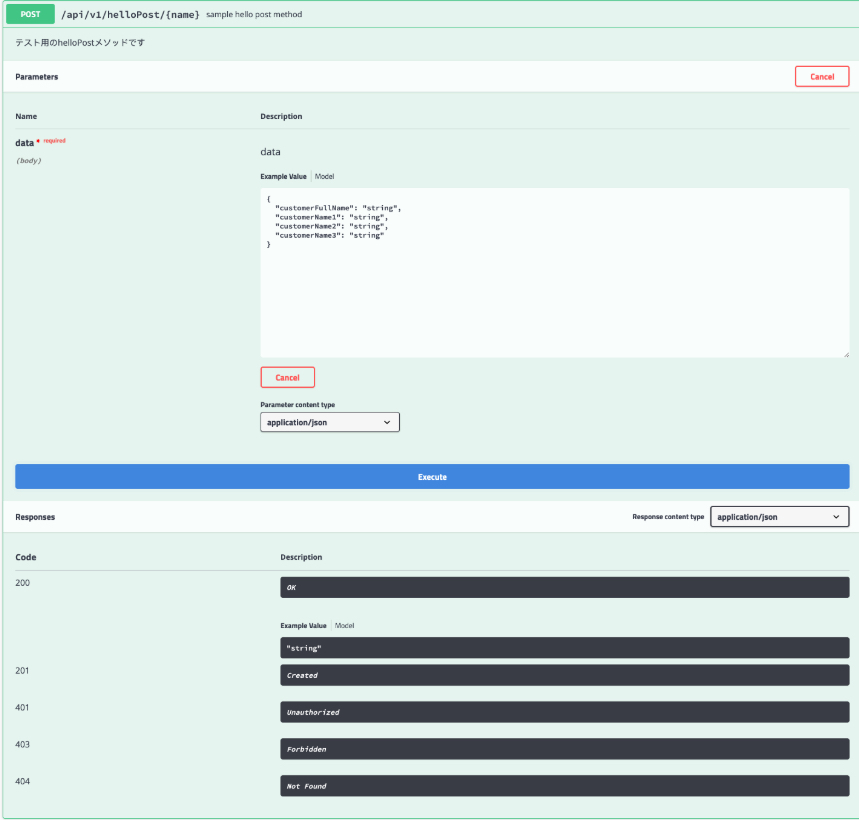 POST /api/v1/helloPost/{name} sample hello post method
テスト用のhelloPostメソッドです
Parameters Cancel
Name Description
data * required
(body)
data
Example Value Model
{
"customerFullName": "string",
"customerName1": "string",
"customerName2": "string",
"customerName3": "string"
}
Cancel
Parameter content type
application/json
Execute
Responses Response content type application/json
Code Description
200 OK
Example Value Model
"string"
201 Created
401 Unauthorized
403 Forbidden
404 Not Found